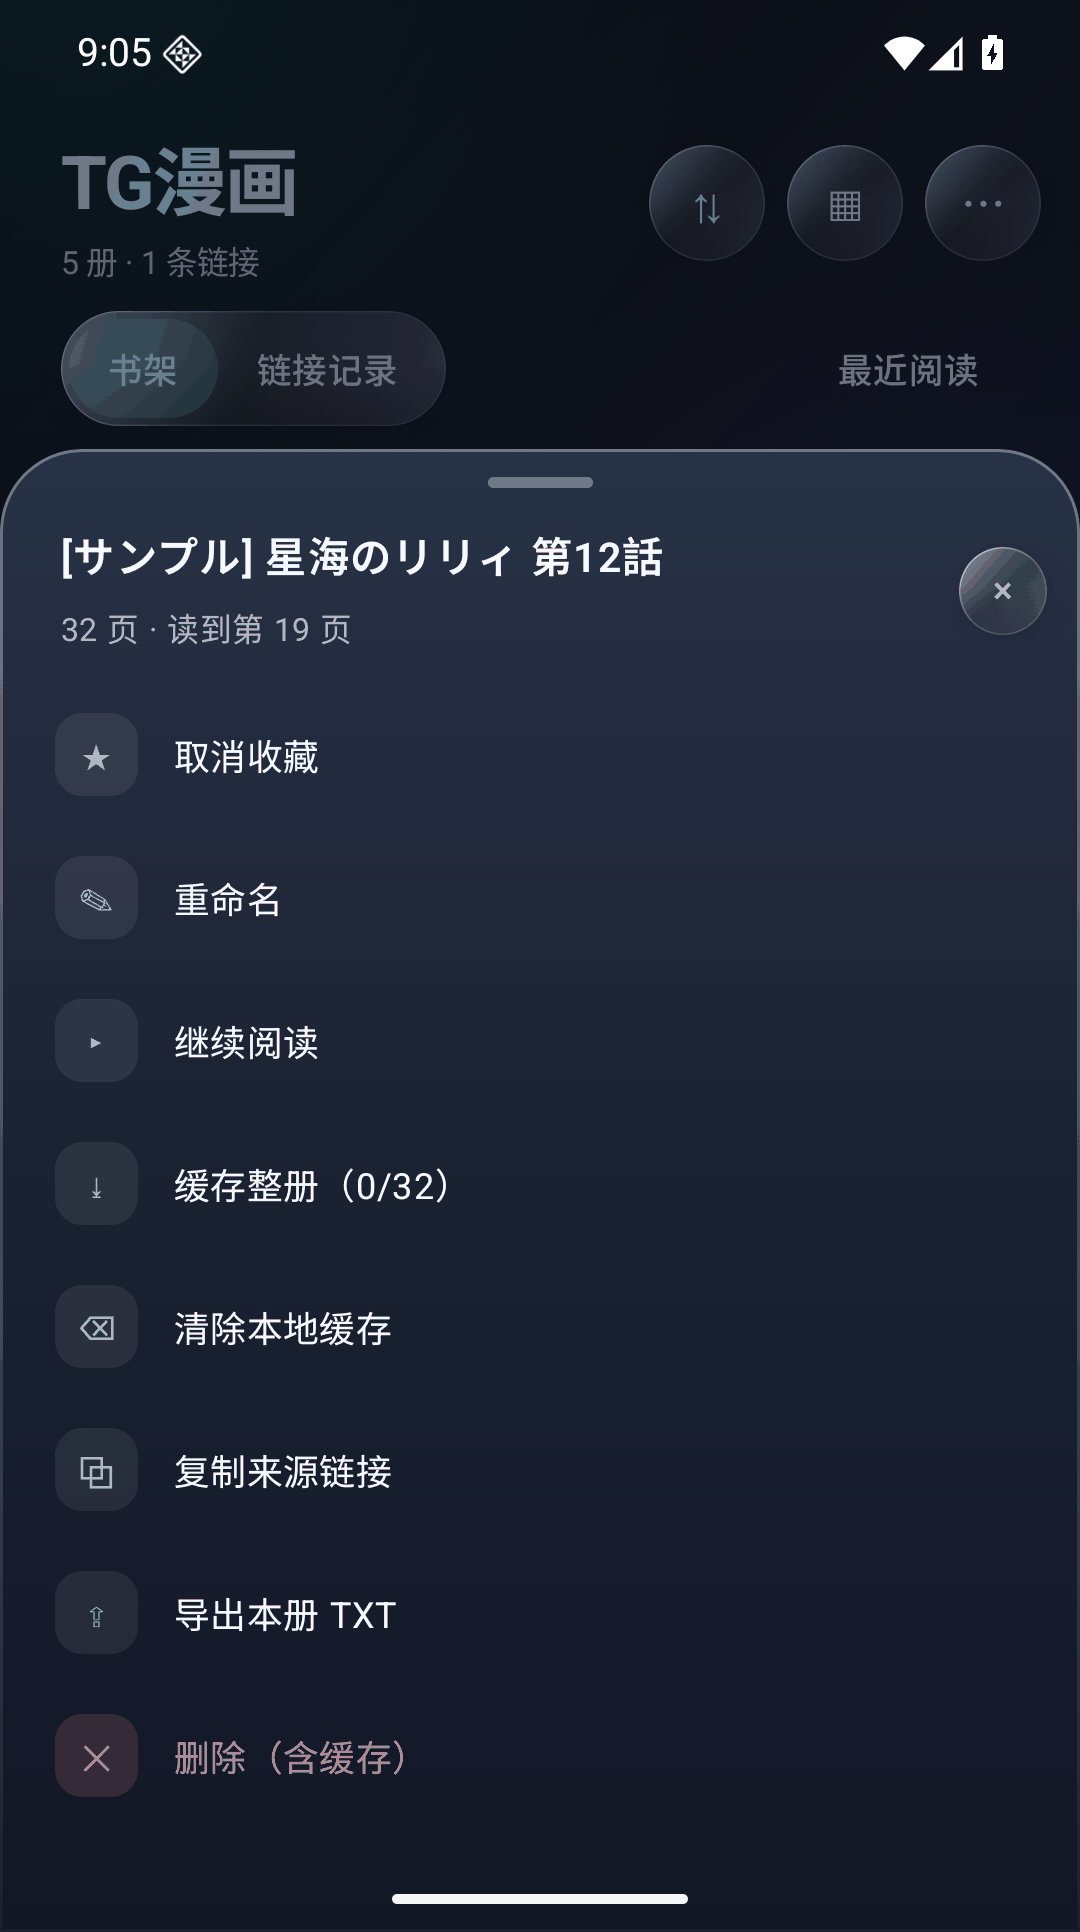 9:05
TG漫画
5 册 · 1 条链接
书架
链接记录
最近阅读
[サンプル] 星海のリリィ 第12話
32 页 · 读到第 19 页
取消收藏
重命名
继续阅读
缓存整册（0/32）
清除本地缓存
复制来源链接
导出本册 TXT
删除（含缓存）